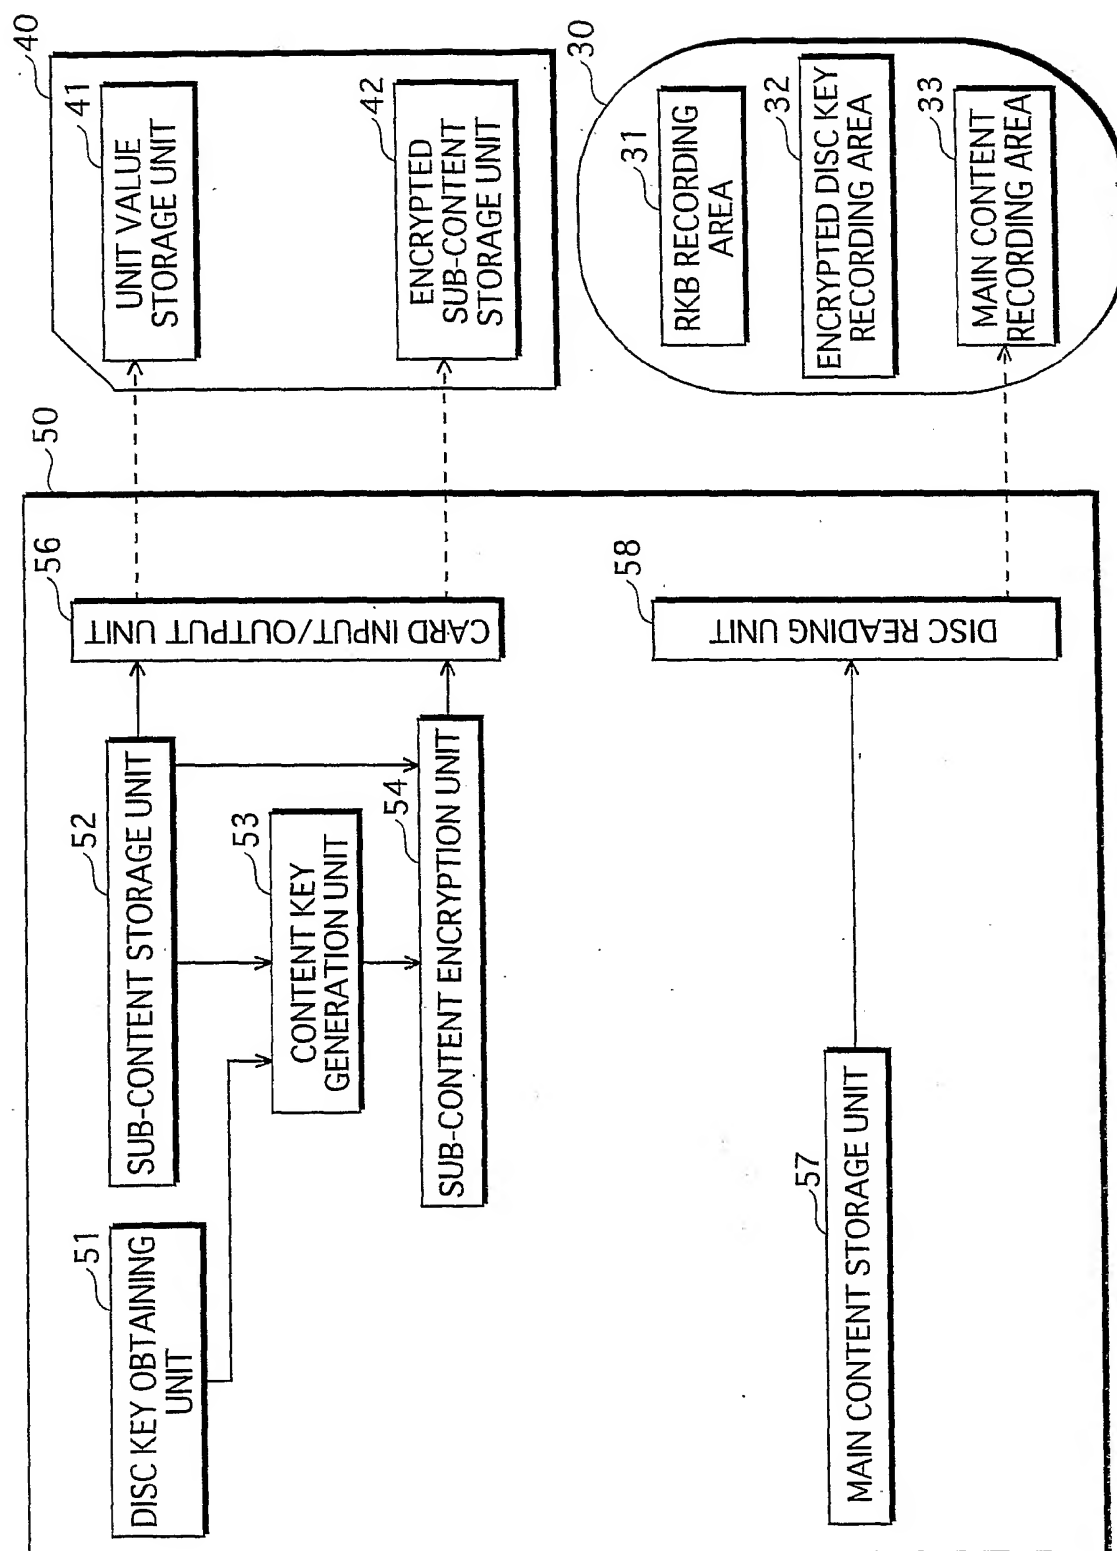 50
51
DISC KEY OBTAINING
UNIT
52
SUB-CONTENT STORAGE UNIT
53
CONTENT KEY
GENERATION UNIT
54
SUB-CONTENT ENCRYPTION UNIT
56
CARD INPUT/OUTPUT UNIT
57
MAIN CONTENT STORAGE UNIT
58
DISC READING UNIT
40
41
UNIT VALUE
STORAGE UNIT
42
ENCRYPTED
SUB-CONTENT
STORAGE UNIT
30
31
RKB RECORDING
AREA
32
ENCRYPTED DISC KEY
RECORDING AREA
33
MAIN CONTENT
RECORDING AREA